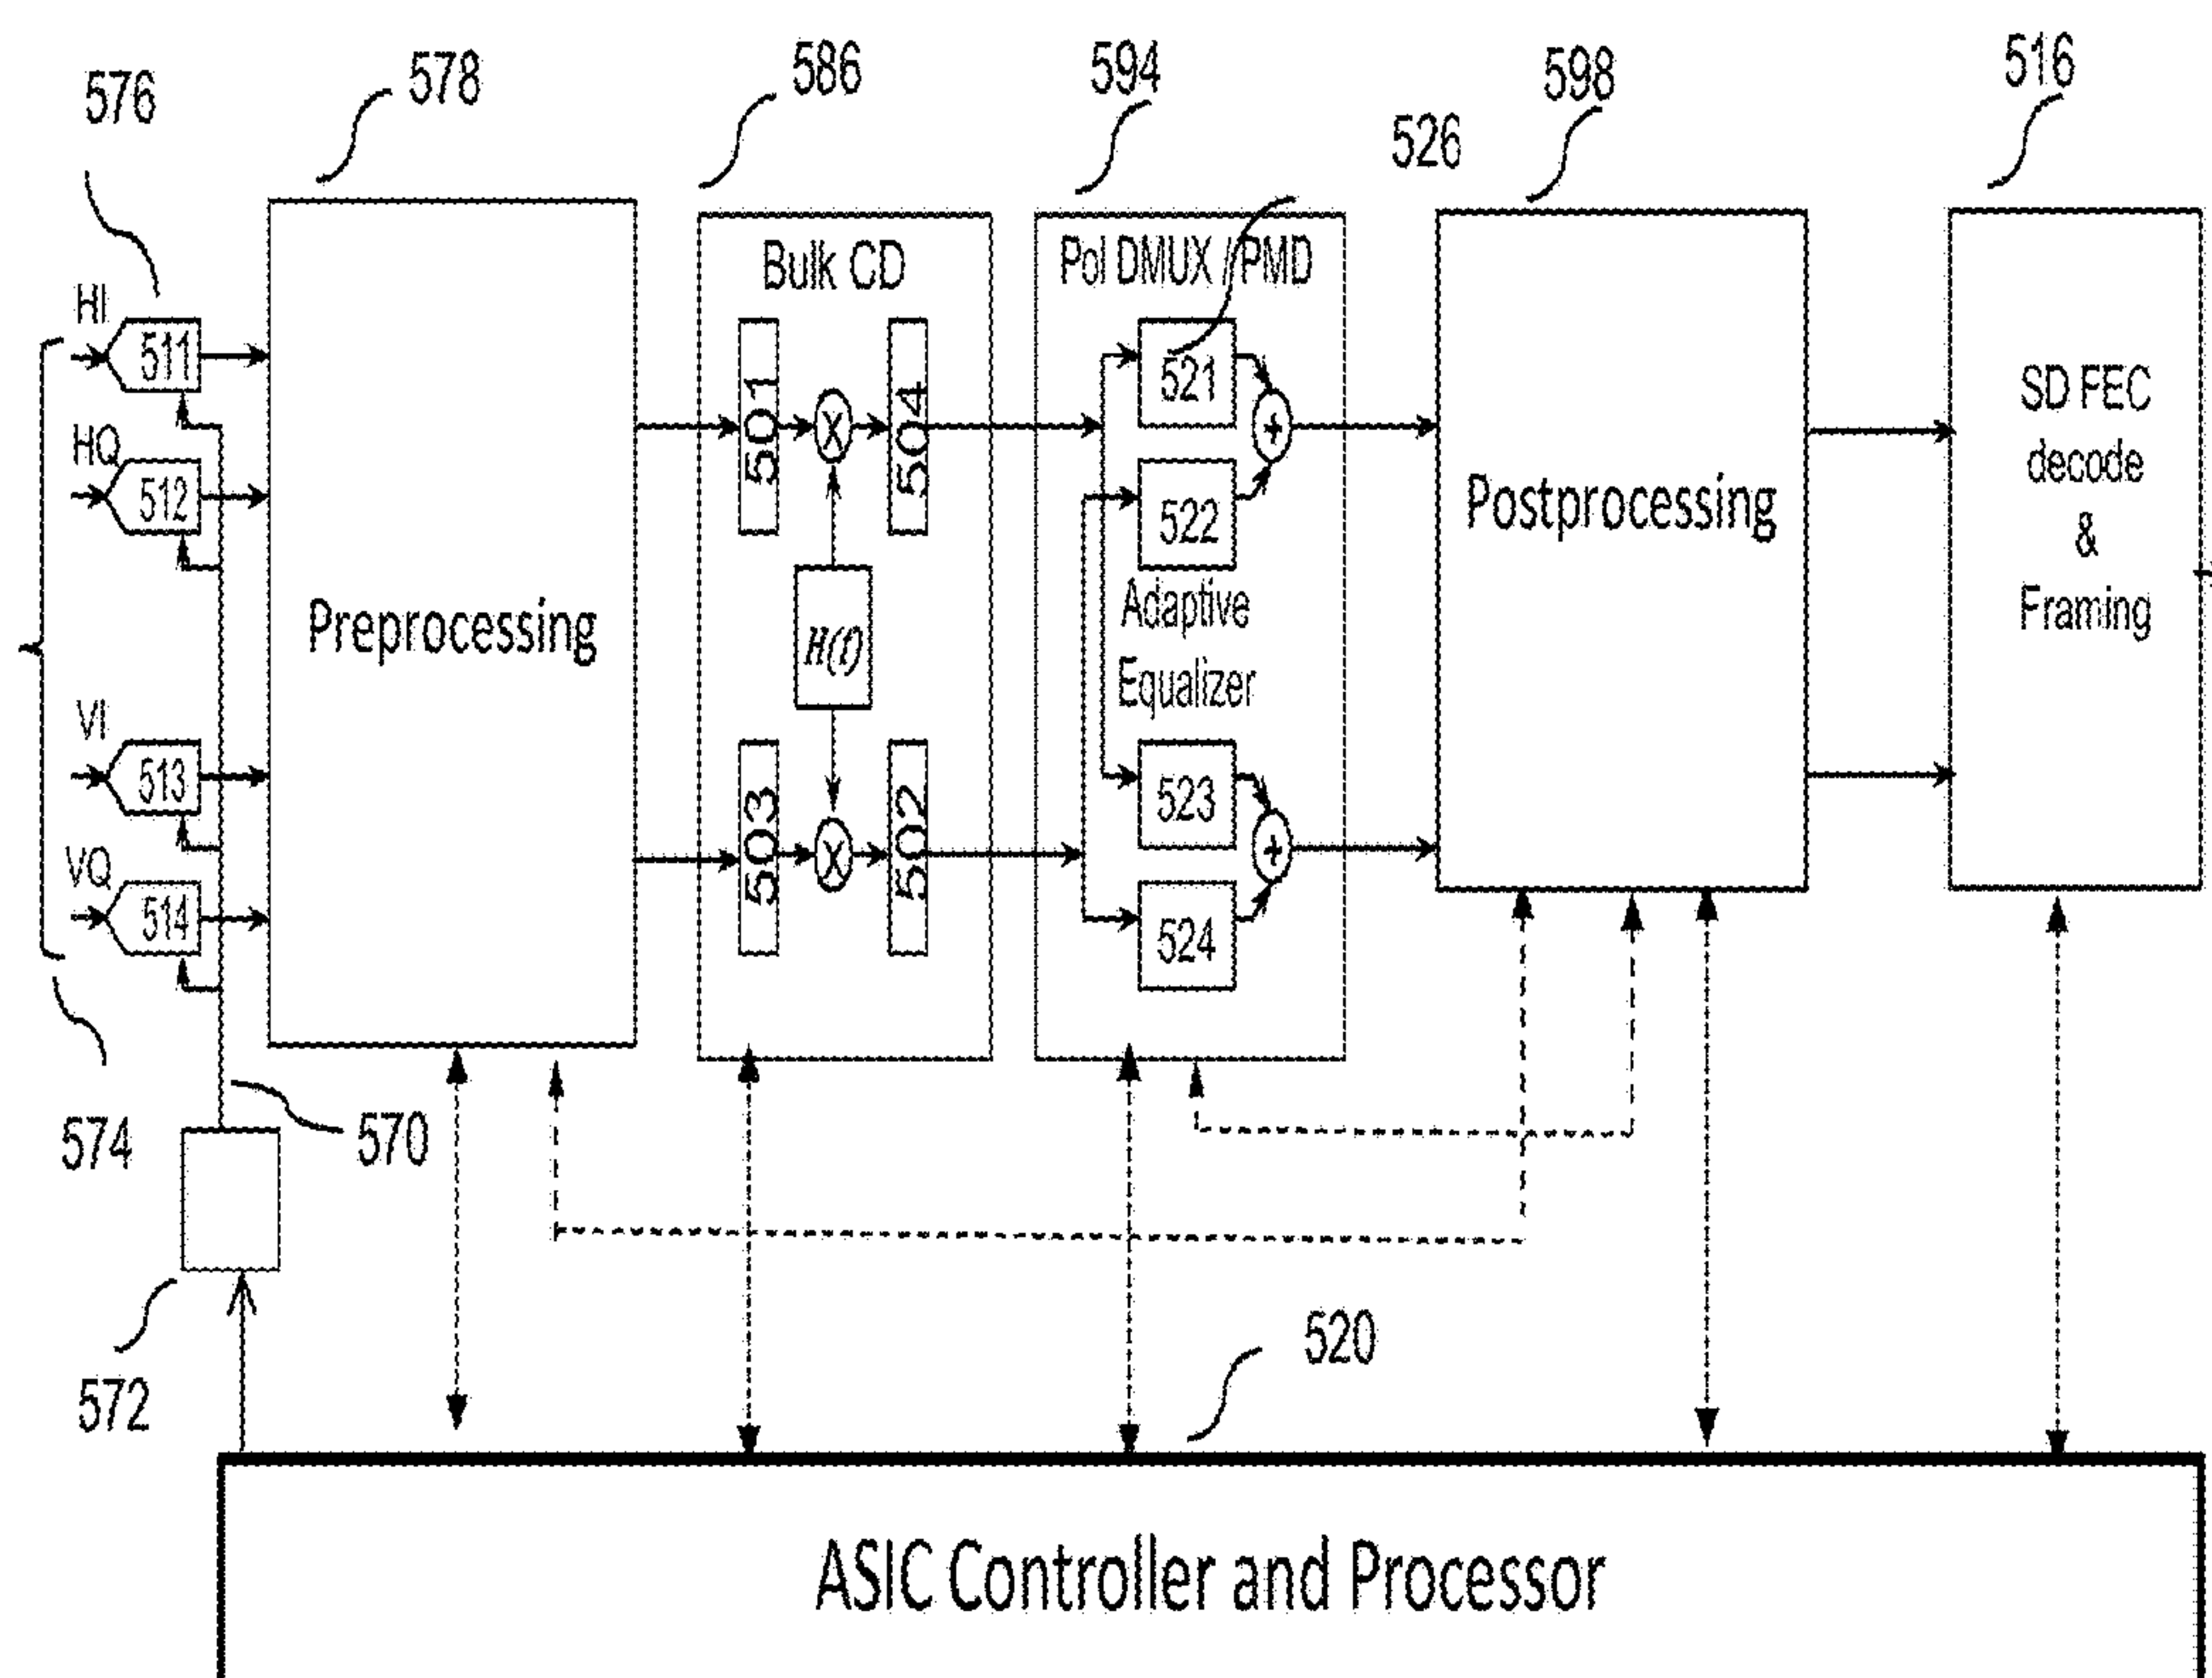 576
578
586
594
526
598
516
HI
511
HQ
512
VI
513
VQ
514
574
570
572
Preprocessing
Bulk CD
501
504
H(f)
503
502
Pol DMUX / PMD
521
522
Adaptive
Equalizer
523
524
Postprocessing
SD FEC
decode
&
Framing
520
ASIC Controller and Processor
X
X
+
+